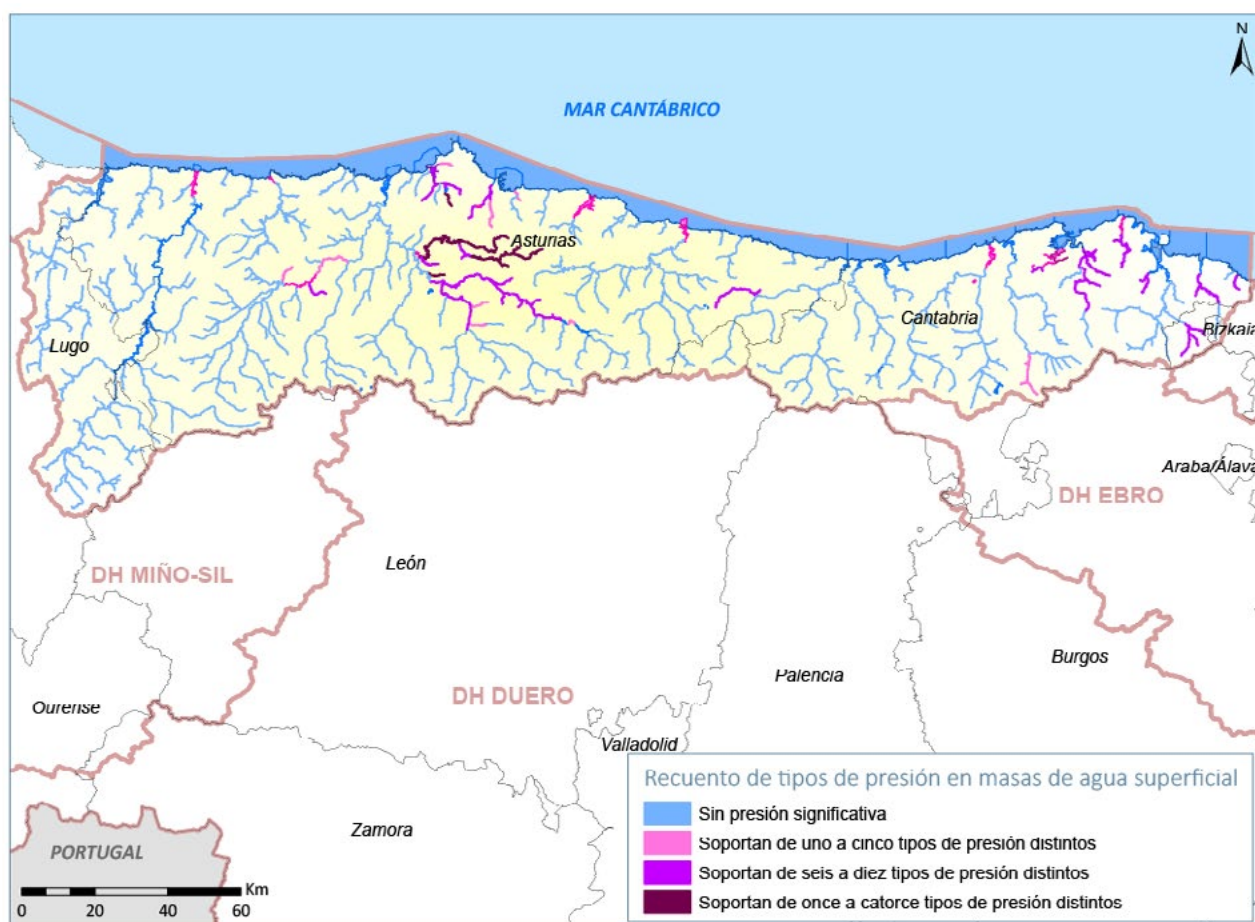 N
MAR CANTÁBRICO
Asturias
Lugo
Cantabria
Bizkaia
Araba/Álava
DH EBRO
León
DH MIÑO-SIL
Burgos
Palencia
DH DUERO
Ourense
Valladolid
Zamora
PORTUGAL
Km
0 20 40 60
Recuento de tipos de presión en masas de agua superficial
Sin presión significativa
Soportan de uno a cinco tipos de presión distintos
Soportan de seis a diez tipos de presión distintos
Soportan de once a catorce tipos de presión distintos